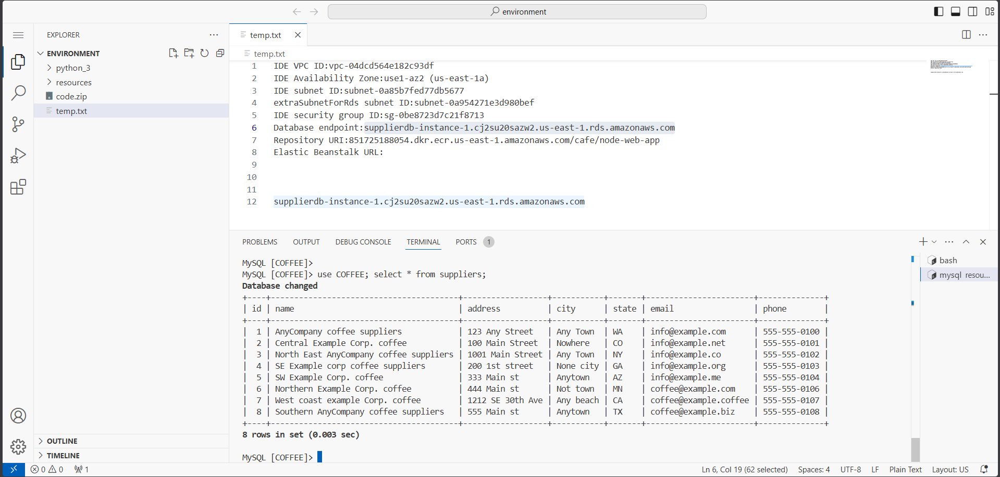 environment
EXPLORER
ENVIRONMENT
python_3
resources
code.zip
temp.txt
OUTLINE
TIMELINE
temp.txt
temp.txt
1 IDE VPC ID:vpc-04dcd564e182c93df
2 IDE Availability Zone:use1-az2 (us-east-1a)
3 IDE subnet ID:subnet-0a85b7fed77db5677
4 extraSubnetForRds subnet ID:subnet-0a954271e3d980bef
5 IDE security group ID:sg-0be8723d7c21f8713
6 Database endpoint:supplierdb-instance-1.cj2su20sazw2.us-east-1.rds.amazonaws.com
7 Repository URI:851725188054.dkr.ecr.us-east-1.amazonaws.com/cafe/node-web-app
8 Elastic Beanstalk URL:
9
10
11
12 supplierdb-instance-1.cj2su20sazw2.us-east-1.rds.amazonaws.com
PROBLEMS OUTPUT DEBUG CONSOLE TERMINAL PORTS 1
MySQL [COFFEE]>
MySQL [COFFEE]> use COFFEE; select * from suppliers;
Database changed
+----+----------------------------------------+------------------+-----------+-------+-----------------------+--------------+
| id | name | address | city | state | email | phone |
+----+----------------------------------------+------------------+-----------+-------+-----------------------+--------------+
| 1 | AnyCompany coffee suppliers | 123 Any Street | Any Town | WA | info@example.com | 555-555-0100 |
| 2 | Central Example Corp. coffee | 100 Main Street | Nowhere | CO | info@example.net | 555-555-0101 |
| 3 | North East AnyCompany coffee suppliers | 1001 Main Street | Any Town | NY | info@example.co | 555-555-0102 |
| 4 | SE Example corp coffee suppliers | 200 1st street | None city | GA | info@example.org | 555-555-0103 |
| 5 | SW Example Corp. coffee | 333 Main st | Anytown | AZ | info@example.me | 555-555-0104 |
| 6 | Northern Example Corp. coffee | 444 Main st | Not town | MN | coffee@example.com | 555-555-0106 |
| 7 | West coast example Corp. coffee | 1212 SE 30th Ave | Any beach | CA | coffee@example.coffee | 555-555-0107 |
| 8 | Southern AnyCompany coffee suppliers | 555 Main st | Anytown | TX | coffee@example.biz | 555-555-0108 |
+----+----------------------------------------+------------------+-----------+-------+-----------------------+--------------+
8 rows in set (0.003 sec)
MySQL [COFFEE]>
bash
mysql resou...
0 0 1 Ln 6, Col 19 (62 selected) Spaces: 4 UTF-8 LF Plain Text Layout: US